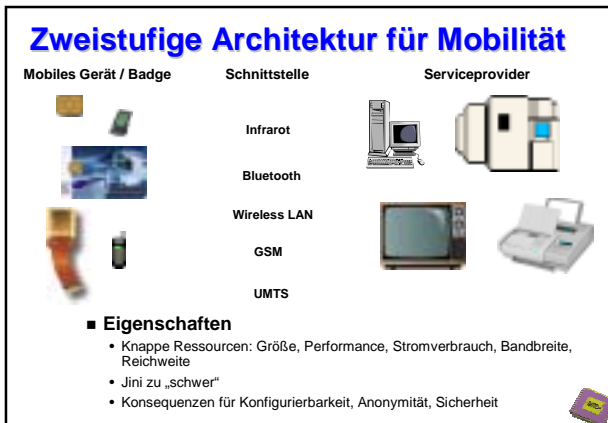 Zweistufige Architektur für Mobilität
Mobiles Gerät / Badge Schnittstelle Serviceprovider
Infrarot
Bluetooth
Wireless LAN
GSM
UMTS
■ Eigenschaften
• Knappe Ressourcen: Größe, Performance, Stromverbrauch, Bandbreite,
Reichweite
• Jini zu „schwer“
• Konsequenzen für Konfigurierbarkeit, Anonymität, Sicherheit